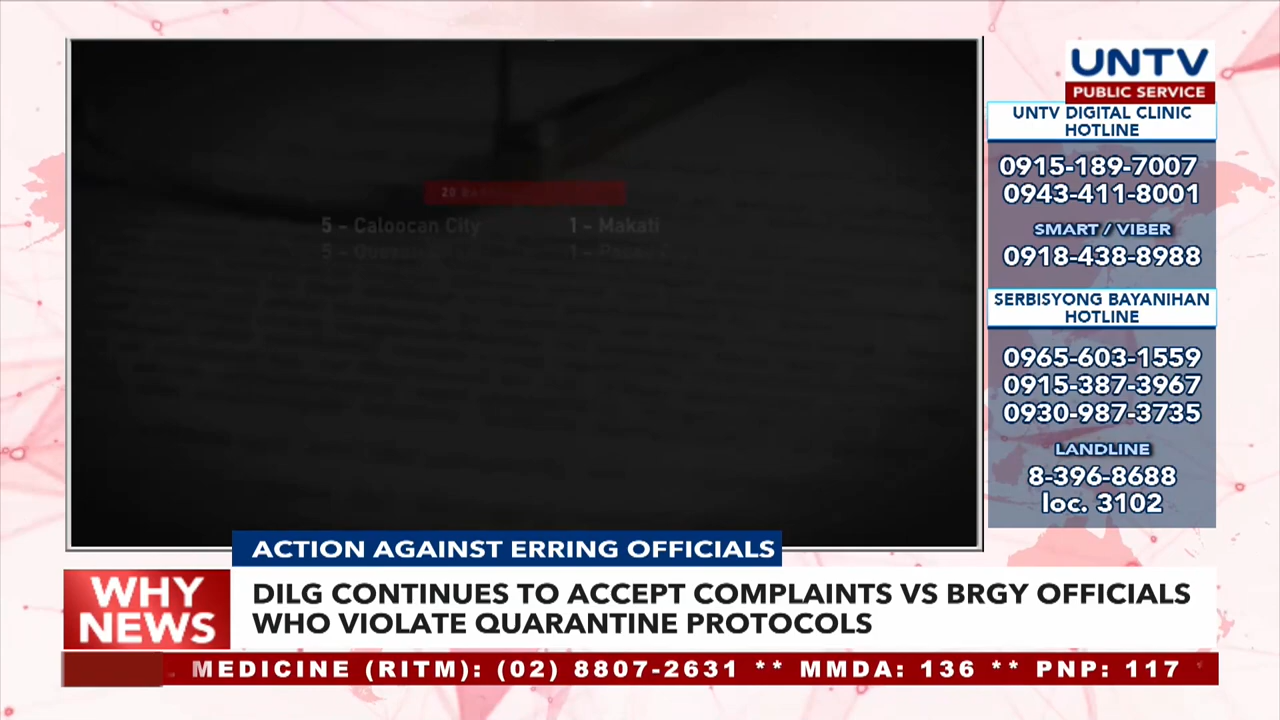 UNTV
PUBLIC SERVICE
UNTV DIGITAL CLINIC
HOTLINE
0915-189-7007
0943-411-8001
SMART / VIBER
0918-438-8988
SERBISYONG BAYANIHAN
HOTLINE
0965-603-1559
0915-387-3967
0930-987-3735
LANDLINE
8-396-8688
loc. 3102
20
5 – Caloocan City
1 – Makati
5 –
1 –
ACTION AGAINST ERRING OFFICIALS
WHY
NEWS
DILG CONTINUES TO ACCEPT COMPLAINTS VS BRGY OFFICIALS
WHO VIOLATE QUARANTINE PROTOCOLS
MEDICINE (RITM): (02) 8807-2631 ** MMDA: 136 ** PNP: 117